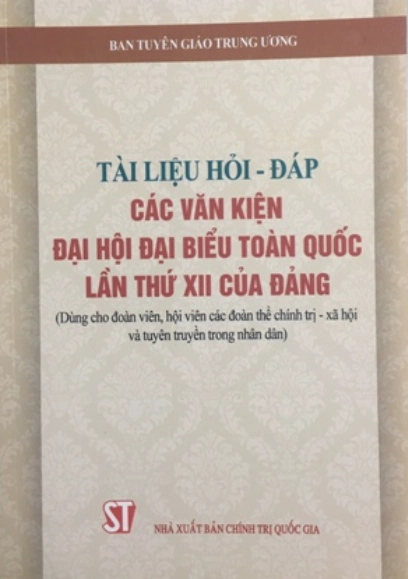 BAN TUYÊN GIÁO TRUNG ƯƠNG
TÀI LIỆU HỎI - ĐÁP
CÁC VĂN KIỆN
ĐẠI HỘI ĐẠI BIỂU TOÀN QUỐC
LẦN THỨ XII CỦA ĐẢNG
(Dùng cho đoàn viên, hội viên các đoàn thể chính trị - xã hội
và tuyên truyền trong nhân dân)
ST
NHÀ XUẤT BẢN CHÍNH TRỊ QUỐC GIA